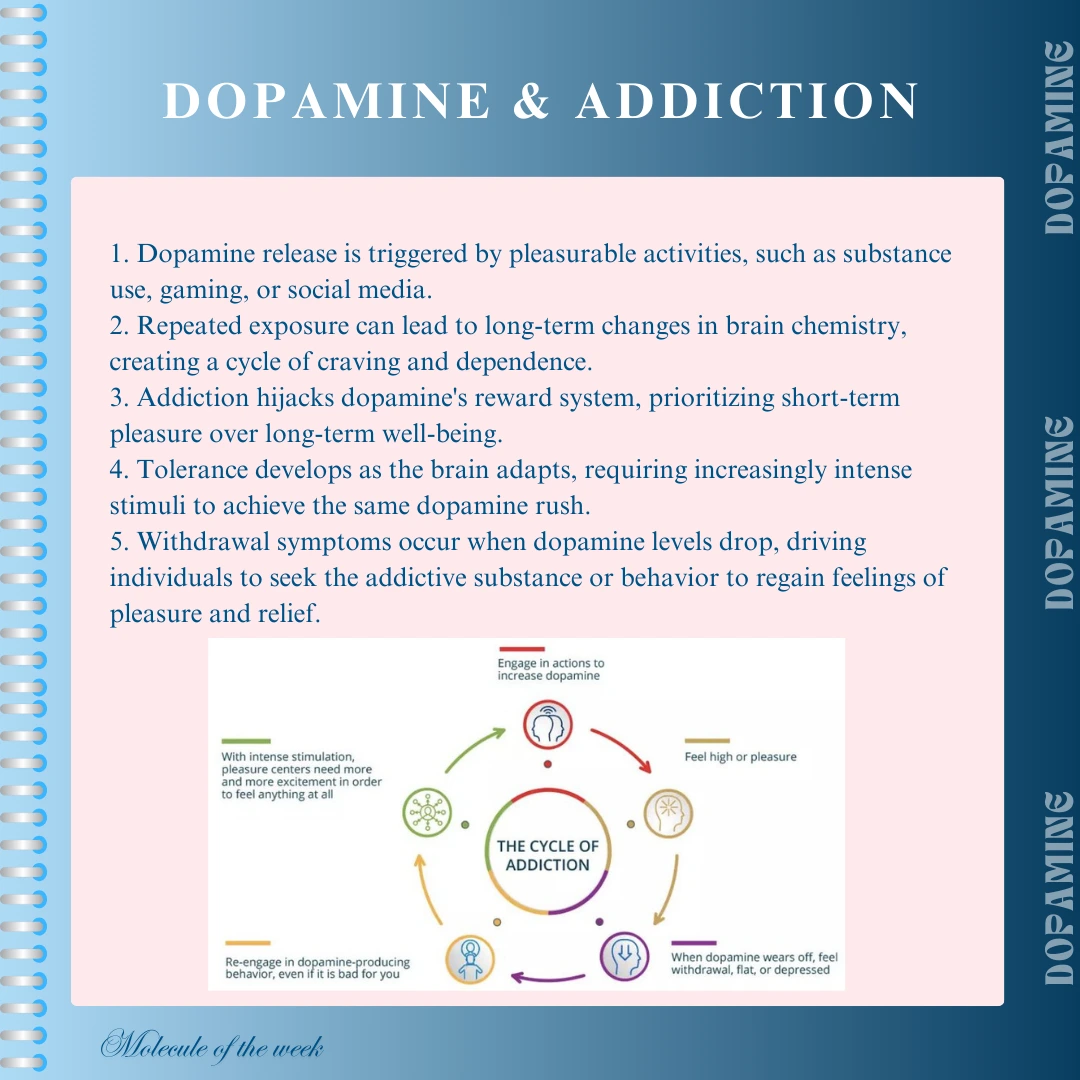 DOPAMINE & ADDICTION
1. Dopamine release is triggered by pleasurable activities, such as substance
use, gaming, or social media.
2. Repeated exposure can lead to long-term changes in brain chemistry,
creating a cycle of craving and dependence.
3. Addiction hijacks dopamine's reward system, prioritizing short-term
pleasure over long-term well-being.
4. Tolerance develops as the brain adapts, requiring increasingly intense
stimuli to achieve the same dopamine rush.
5. Withdrawal symptoms occur when dopamine levels drop, driving
individuals to seek the addictive substance or behavior to regain feelings of
pleasure and relief.
Engage in actions to
increase dopamine
Feel high or pleasure
When dopamine wears off, feel
withdrawal, flat, or depressed
Re-engage in dopamine-producing
behavior, even if it is bad for you
With intense stimulation,
pleasure centers need more
and more excitement in order
to feel anything at all
THE CYCLE OF
ADDICTION
Molecule of the week
DOPAMINE
DOPAMINE
DOPAMINE